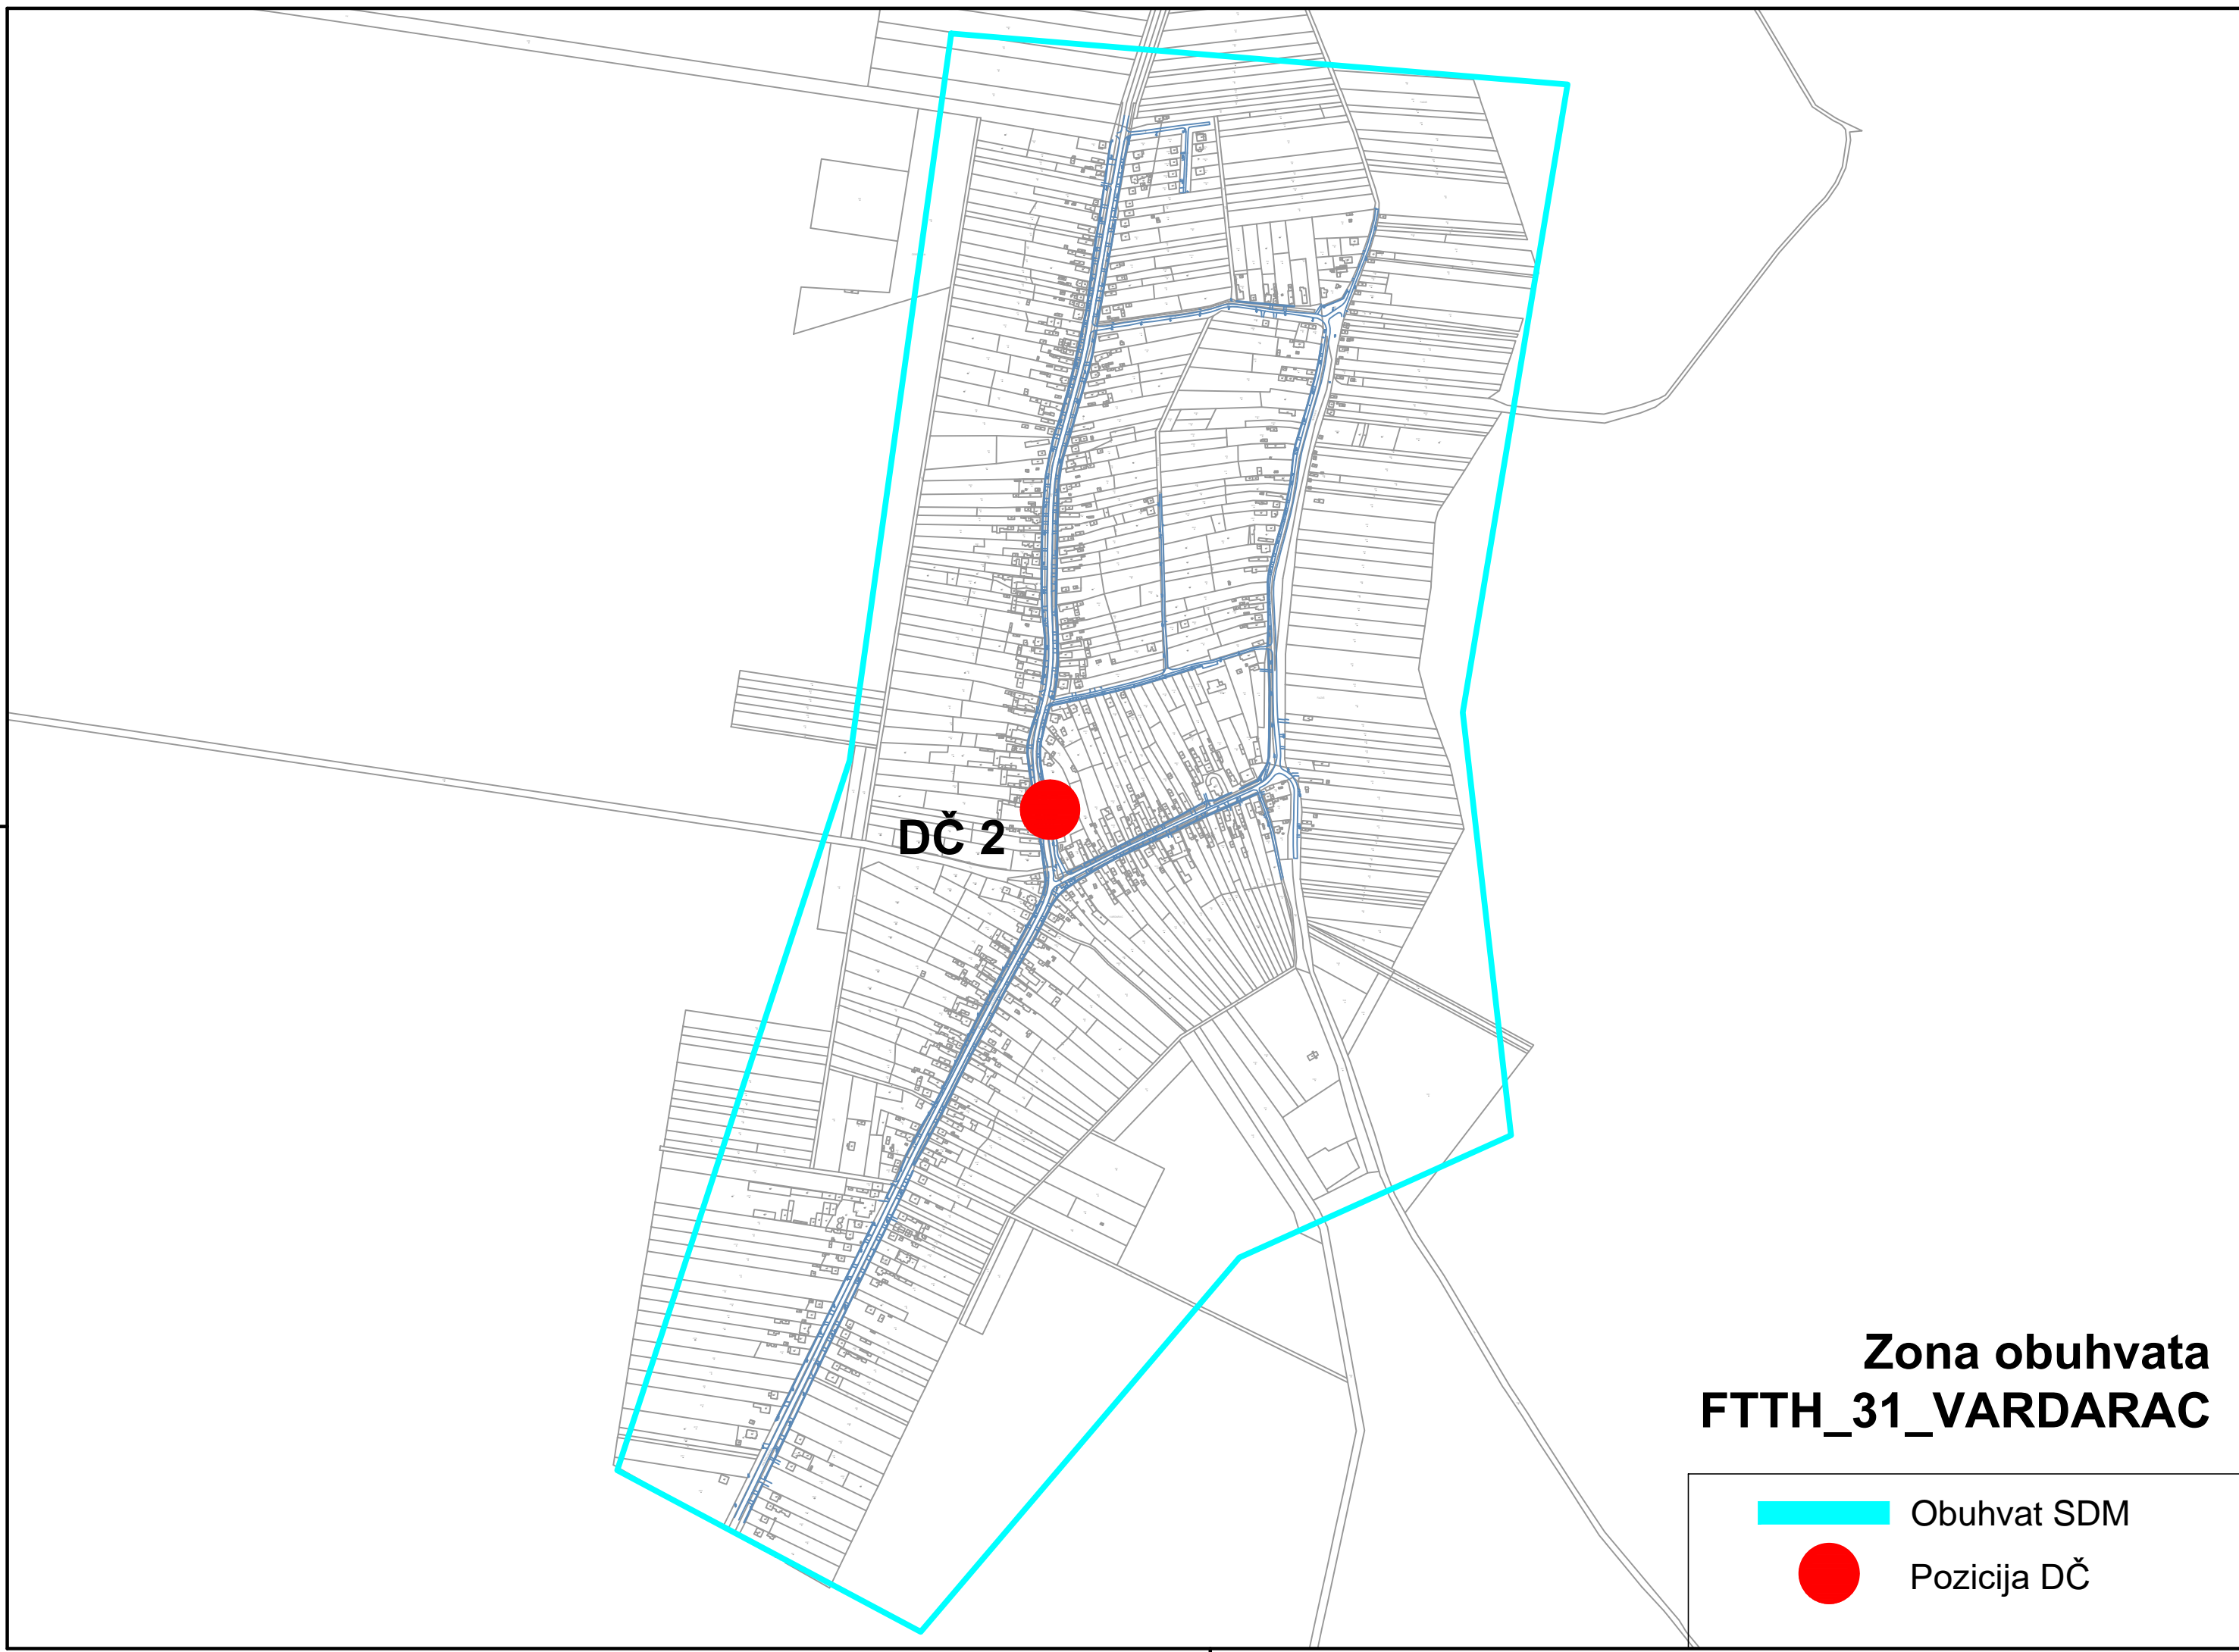 DČ 2
Zona obuhvata
FTTH_31_VARDARAC
Obuhvat SDM
Pozicija DČ